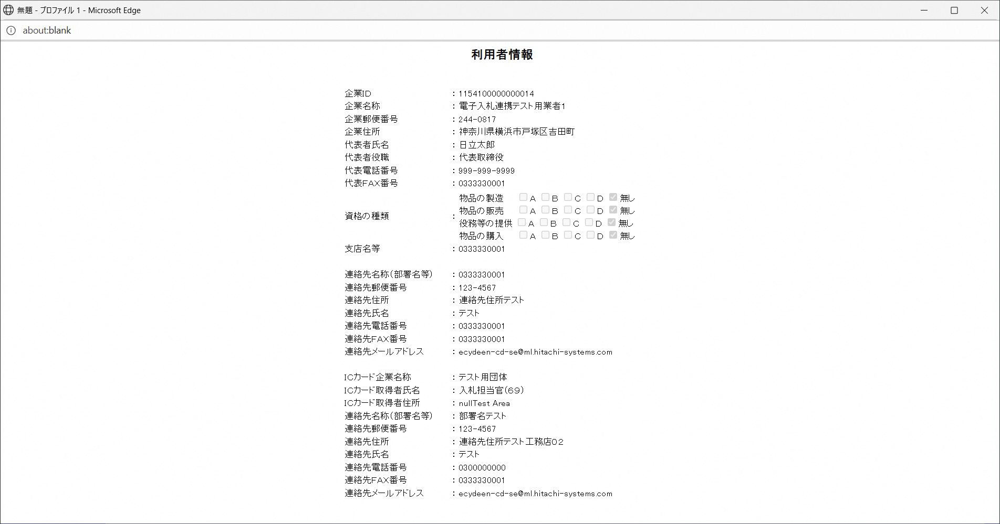 無題 - プロファイル 1 - Microsoft Edge
about:blank
利用者情報
企業ID : 1154100000000014
企業名称 : 電子入札連携テスト用業者1
企業郵便番号 : 244-0817
企業住所 : 神奈川県横浜市戸塚区吉田町
代表者氏名 : 日立太郎
代表者役職 : 代表取締役
代表電話番号 : 999-999-9999
代表FAX番号 : 0333330001
資格の種類 :
物品の製造 A B C D 無し
物品の販売 A B C D 無し
役務等の提供 A B C D 無し
物品の購入 A B C D 無し
支店名等 : 0333330001
連絡先名称(部署名等) : 0333330001
連絡先郵便番号 : 123-4567
連絡先住所 : 連絡先住所テスト
連絡先氏名 : テスト
連絡先電話番号 : 0333330001
連絡先FAX番号 : 0333330001
連絡先メールアドレス : ecydeen-cd-se@ml.hitachi-systems.com
ICカード企業名称 : テスト用団体
ICカード取得者氏名 : 入札担当官(69)
ICカード取得者住所 : nullTest Area
連絡先名称(部署名等) : 部署名テスト
連絡先郵便番号 : 123-4567
連絡先住所 : 連絡先住所テスト工務店02
連絡先氏名 : テスト
連絡先電話番号 : 0300000000
連絡先FAX番号 : 0333330001
連絡先メールアドレス : ecydeen-cd-se@ml.hitachi-systems.com